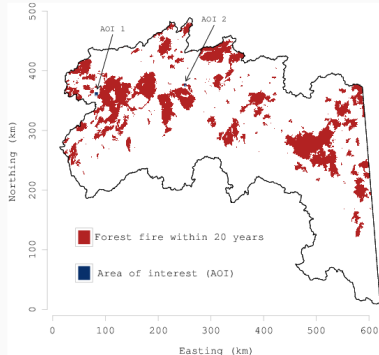 500
AOI 1
AOI 2
400
300
200
100
0
Northing (km)
Forest fire within 20 years
Area of interest (AOI)
0 100 200 300 400 500 600
Easting (km)